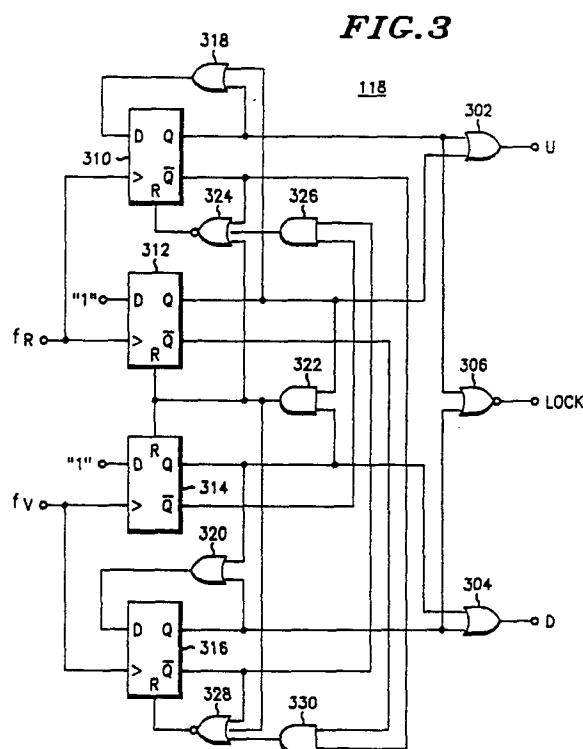 FIG.3
118
318
302
D Q
310
Q
R
U
324
326
312
"1"
D Q
Q
R
fR
322
306
LOCK
R
"1"
D Q
314
Q
fV
320
304
D
D Q
316
Q
R
328
330